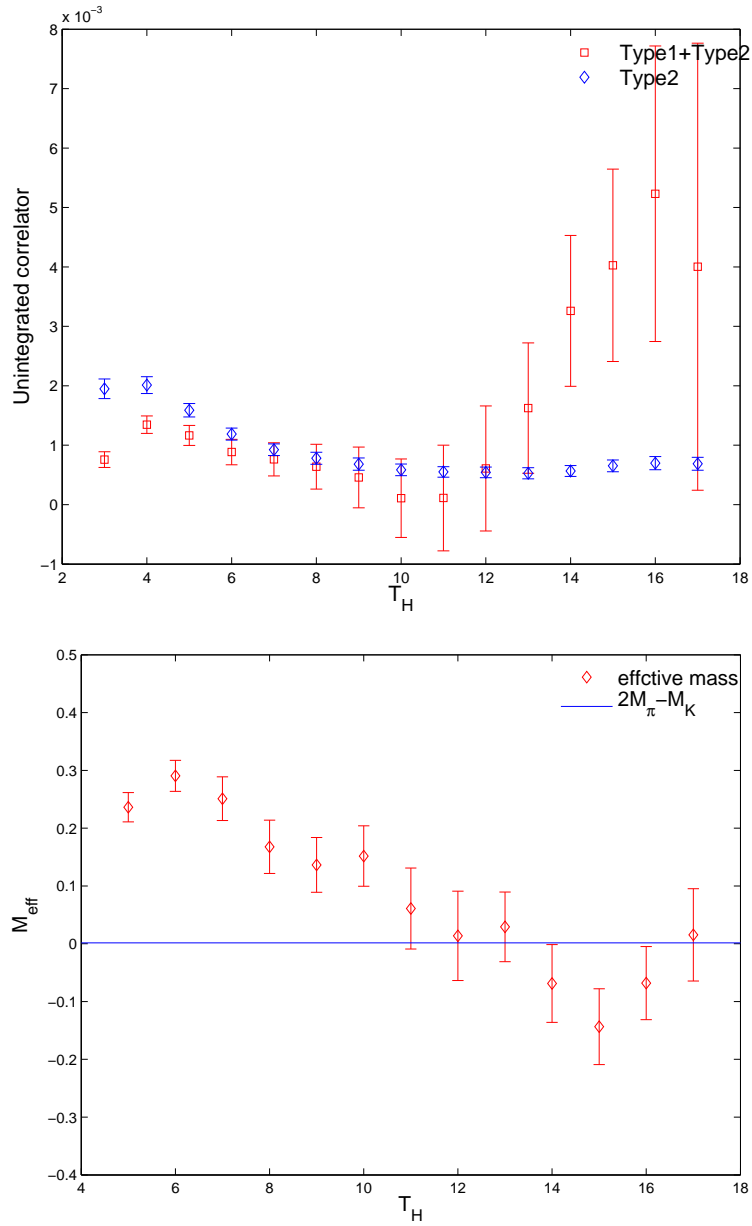 x 10⁻³
8
7
6
5
4
3
2
1
0
−1
2 4 6 8 10 12 14 16 18
Unintegrated correlator
T_H
Type1+Type2
Type2
0.5
0.4
0.3
0.2
0.1
0
−0.1
−0.2
−0.3
−0.4
4 6 8 10 12 14 16 18
M_eff
T_H
effctive mass
2M_π−M_K